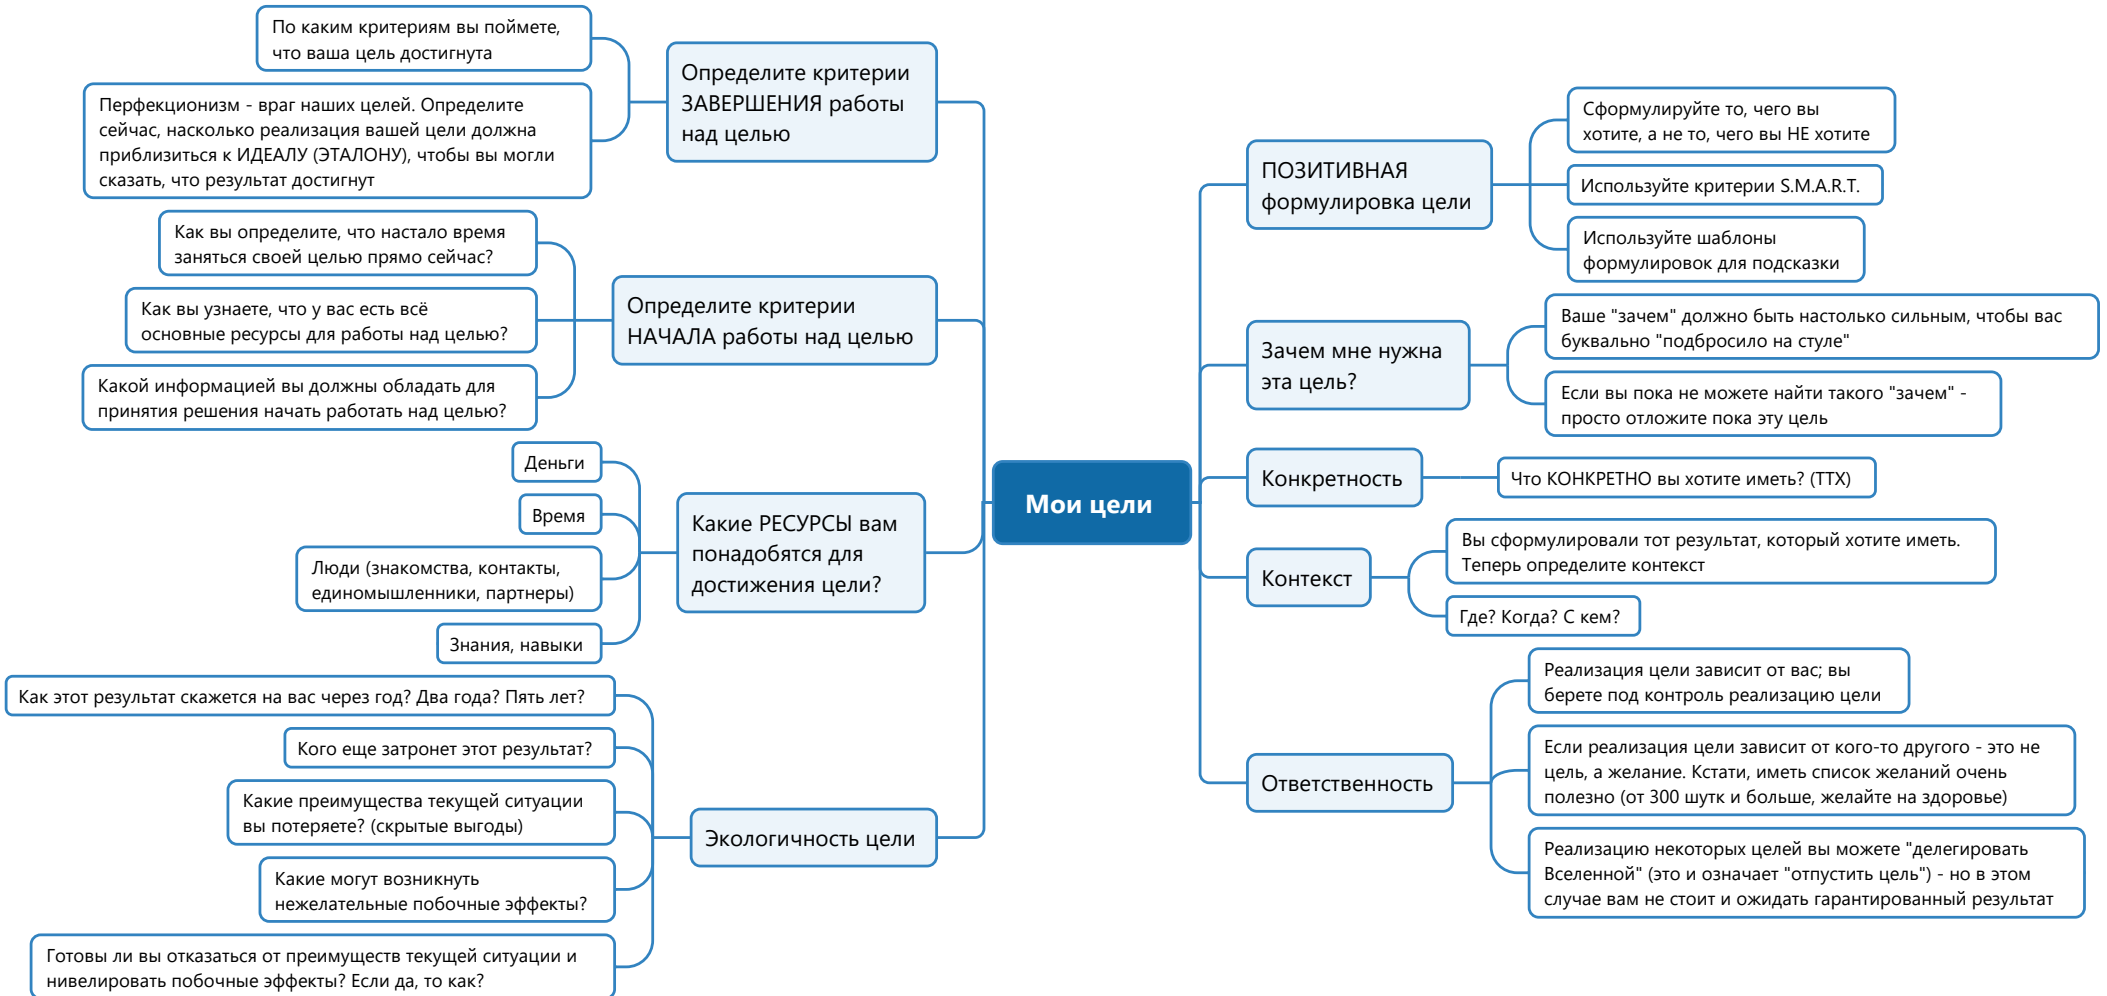 Мои цели
ПОЗИТИВНАЯ
формулировка цели
Сформулируйте то, чего вы
хотите, а не то, чего вы НЕ хотите
Используйте критерии S.M.A.R.T.
Используйте шаблоны
формулировок для подсказки
Зачем мне нужна
эта цель?
Ваше "зачем" должно быть настолько сильным, чтобы вас
буквально "подбросило на стуле"
Если вы пока не можете найти такого "зачем" -
просто отложите пока эту цель
Конкретность
Что КОНКРЕТНО вы хотите иметь? (ТТХ)
Контекст
Вы сформулировали тот результат, который хотите иметь.
Теперь определите контекст
Где? Когда? С кем?
Ответственность
Реализация цели зависит от вас; вы
берете под контроль реализацию цели
Если реализация цели зависит от кого-то другого - это не
цель, а желание. Кстати, иметь список желаний очень
полезно (от 300 шутк и больше, желайте на здоровье)
Реализацию некоторых целей вы можете "делегировать
Вселенной" (это и означает "отпустить цель") - но в этом
случае вам не стоит и ожидать гарантированный результат
Определите критерии
ЗАВЕРШЕНИЯ работы
над целью
По каким критериям вы поймете,
что ваша цель достигнута
Перфекционизм - враг наших целей. Определите
сейчас, насколько реализация вашей цели должна
приблизиться к ИДЕАЛУ (ЭТАЛОНУ), чтобы вы могли
сказать, что результат достигнут
Определите критерии
НАЧАЛА работы над целью
Как вы определите, что настало время
заняться своей целью прямо сейчас?
Как вы узнаете, что у вас есть всё
основные ресурсы для работы над целью?
Какой информацией вы должны обладать для
принятия решения начать работать над целью?
Какие РЕСУРСЫ вам
понадобятся для
достижения цели?
Деньги
Время
Люди (знакомства, контакты,
единомышленники, партнеры)
Знания, навыки
Экологичность цели
Как этот результат скажется на вас через год? Два года? Пять лет?
Кого еще затронет этот результат?
Какие преимущества текущей ситуации
вы потеряете? (скрытые выгоды)
Какие могут возникнуть
нежелательные побочные эффекты?
Готовы ли вы отказаться от преимуществ текущей ситуации и
нивелировать побочные эффекты? Если да, то как?